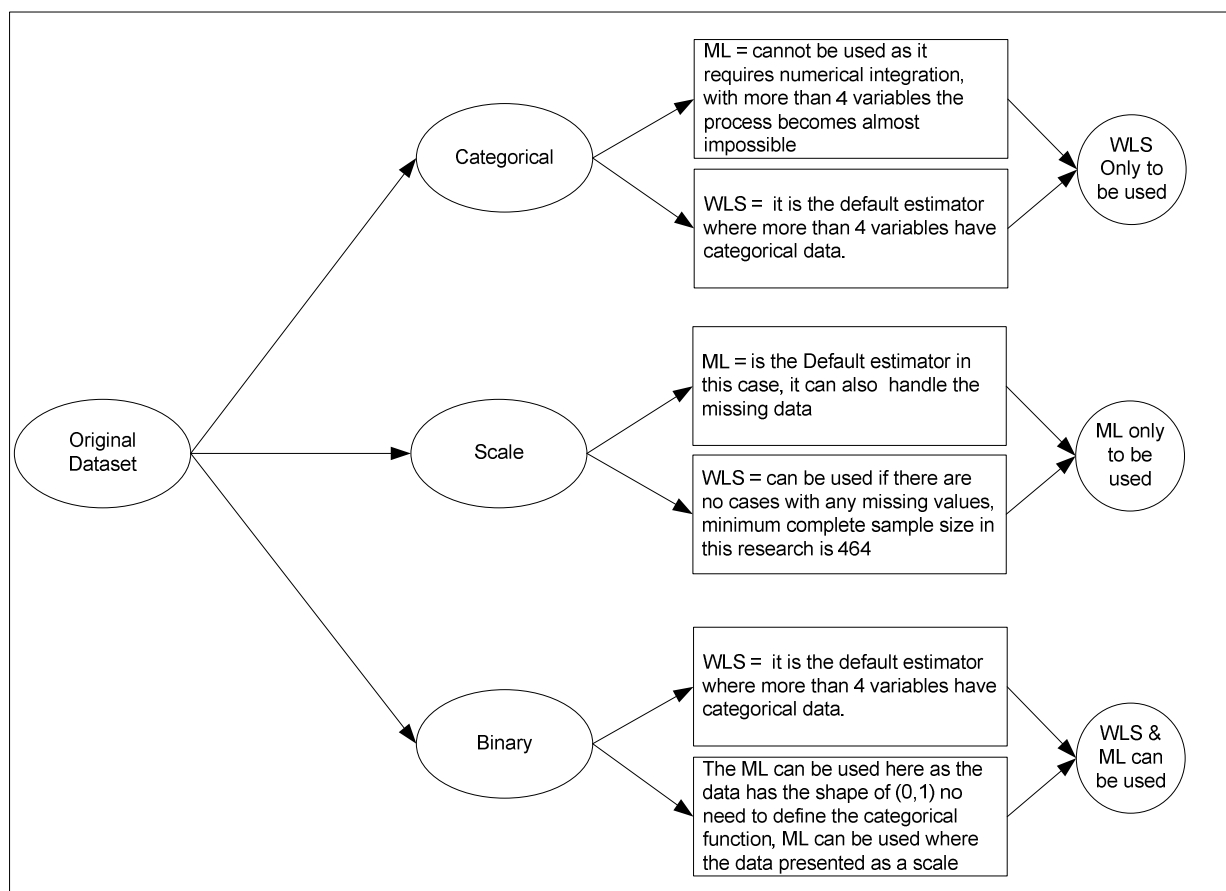 Original
Dataset
Categorical
ML = cannot be used as it
requires numerical integration,
with more than 4 variables the
process becomes almost
impossible
WLS = it is the default estimator
where more than 4 variables have
categorical data.
WLS
Only to
be used
Scale
ML = is the Default estimator in
this case, it can also handle the
missing data
WLS = can be used if there are
no cases with any missing values,
minimum complete sample size in
this research is 464
ML only
to be
used
Binary
WLS = it is the default estimator
where more than 4 variables have
categorical data.
The ML can be used here as the
data has the shape of (0,1) no
need to define the categorical
function, ML can be used where
the data presented as a scale
WLS &
ML can
be used